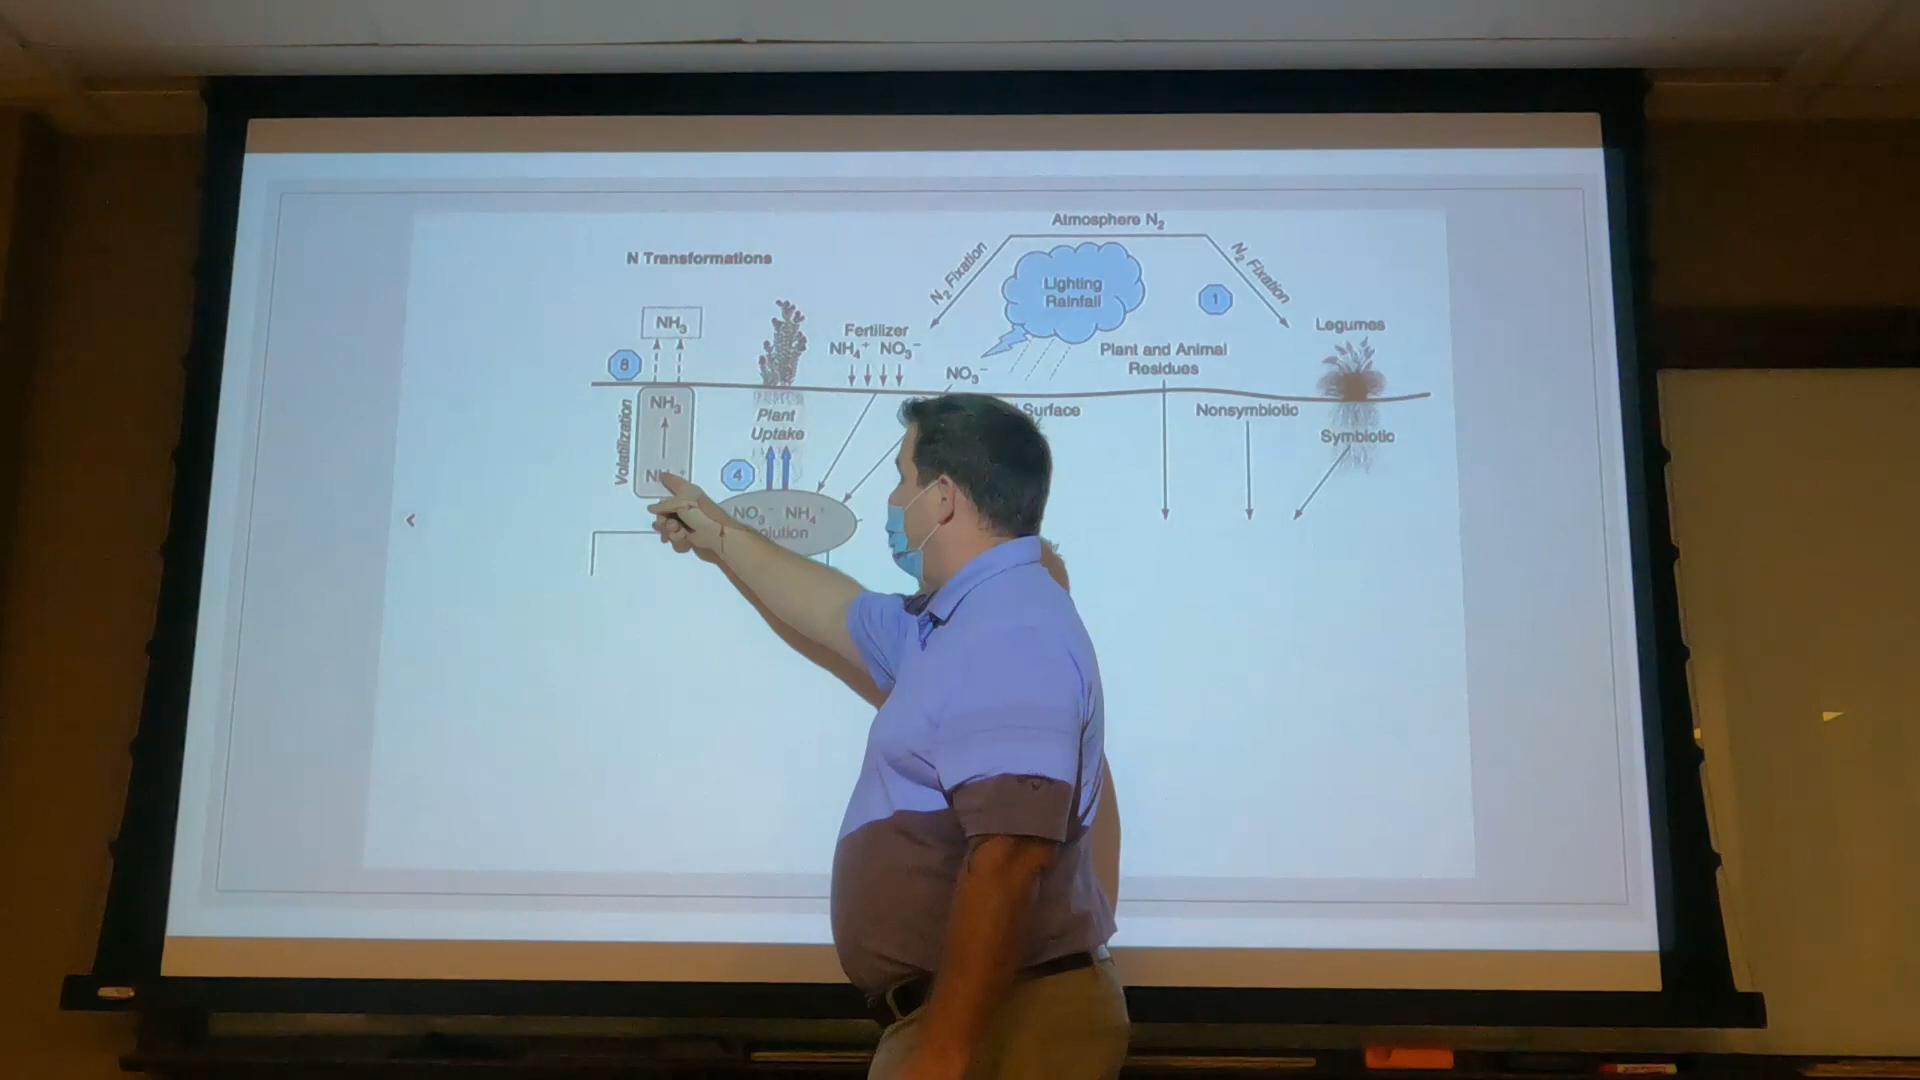 Atmosphere N₂
N Transformations
N₂ Fixation
N₂ Fixation
Lighting
Rainfall
1
NH₃
Fertilizer
NH₄⁺ NO₃⁻
Legumes
Plant and Animal
Residues
8
NO₃⁻
NH₃
Volatilization
Plant
Uptake
Surface
Nonsymbiotic
Symbiotic
4
NO₃⁻ NH₄⁺